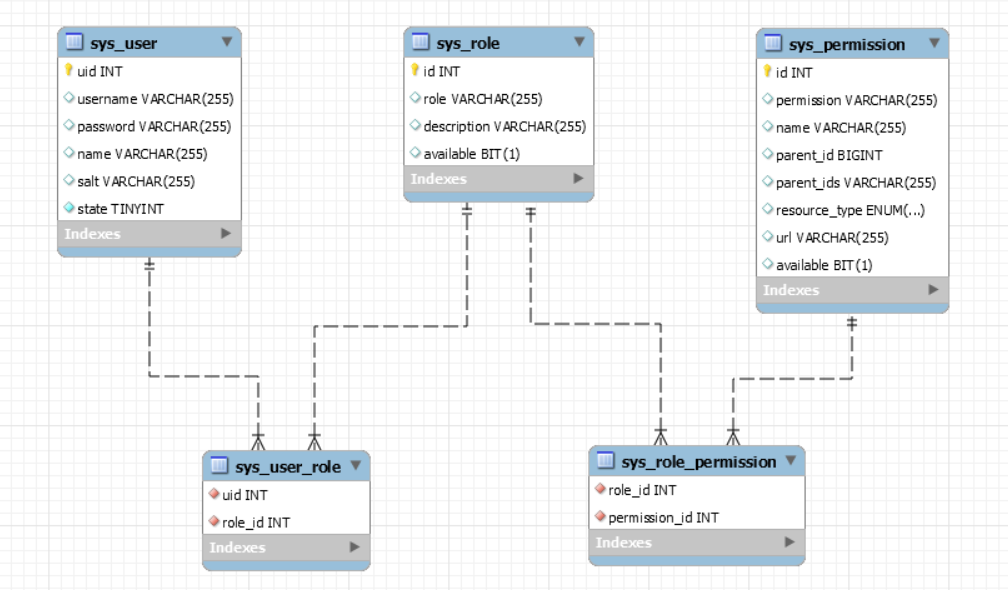 sys_user
uid INT
username VARCHAR(255)
password VARCHAR(255)
name VARCHAR(255)
salt VARCHAR(255)
state TINYINT
Indexes
sys_role
id INT
role VARCHAR(255)
description VARCHAR(255)
available BIT(1)
Indexes
sys_permission
id INT
permission VARCHAR(255)
name VARCHAR(255)
parent_id BIGINT
parent_ids VARCHAR(255)
resource_type ENUM(...)
url VARCHAR(255)
available BIT(1)
Indexes
sys_user_role
uid INT
role_id INT
Indexes
sys_role_permission
role_id INT
permission_id INT
Indexes